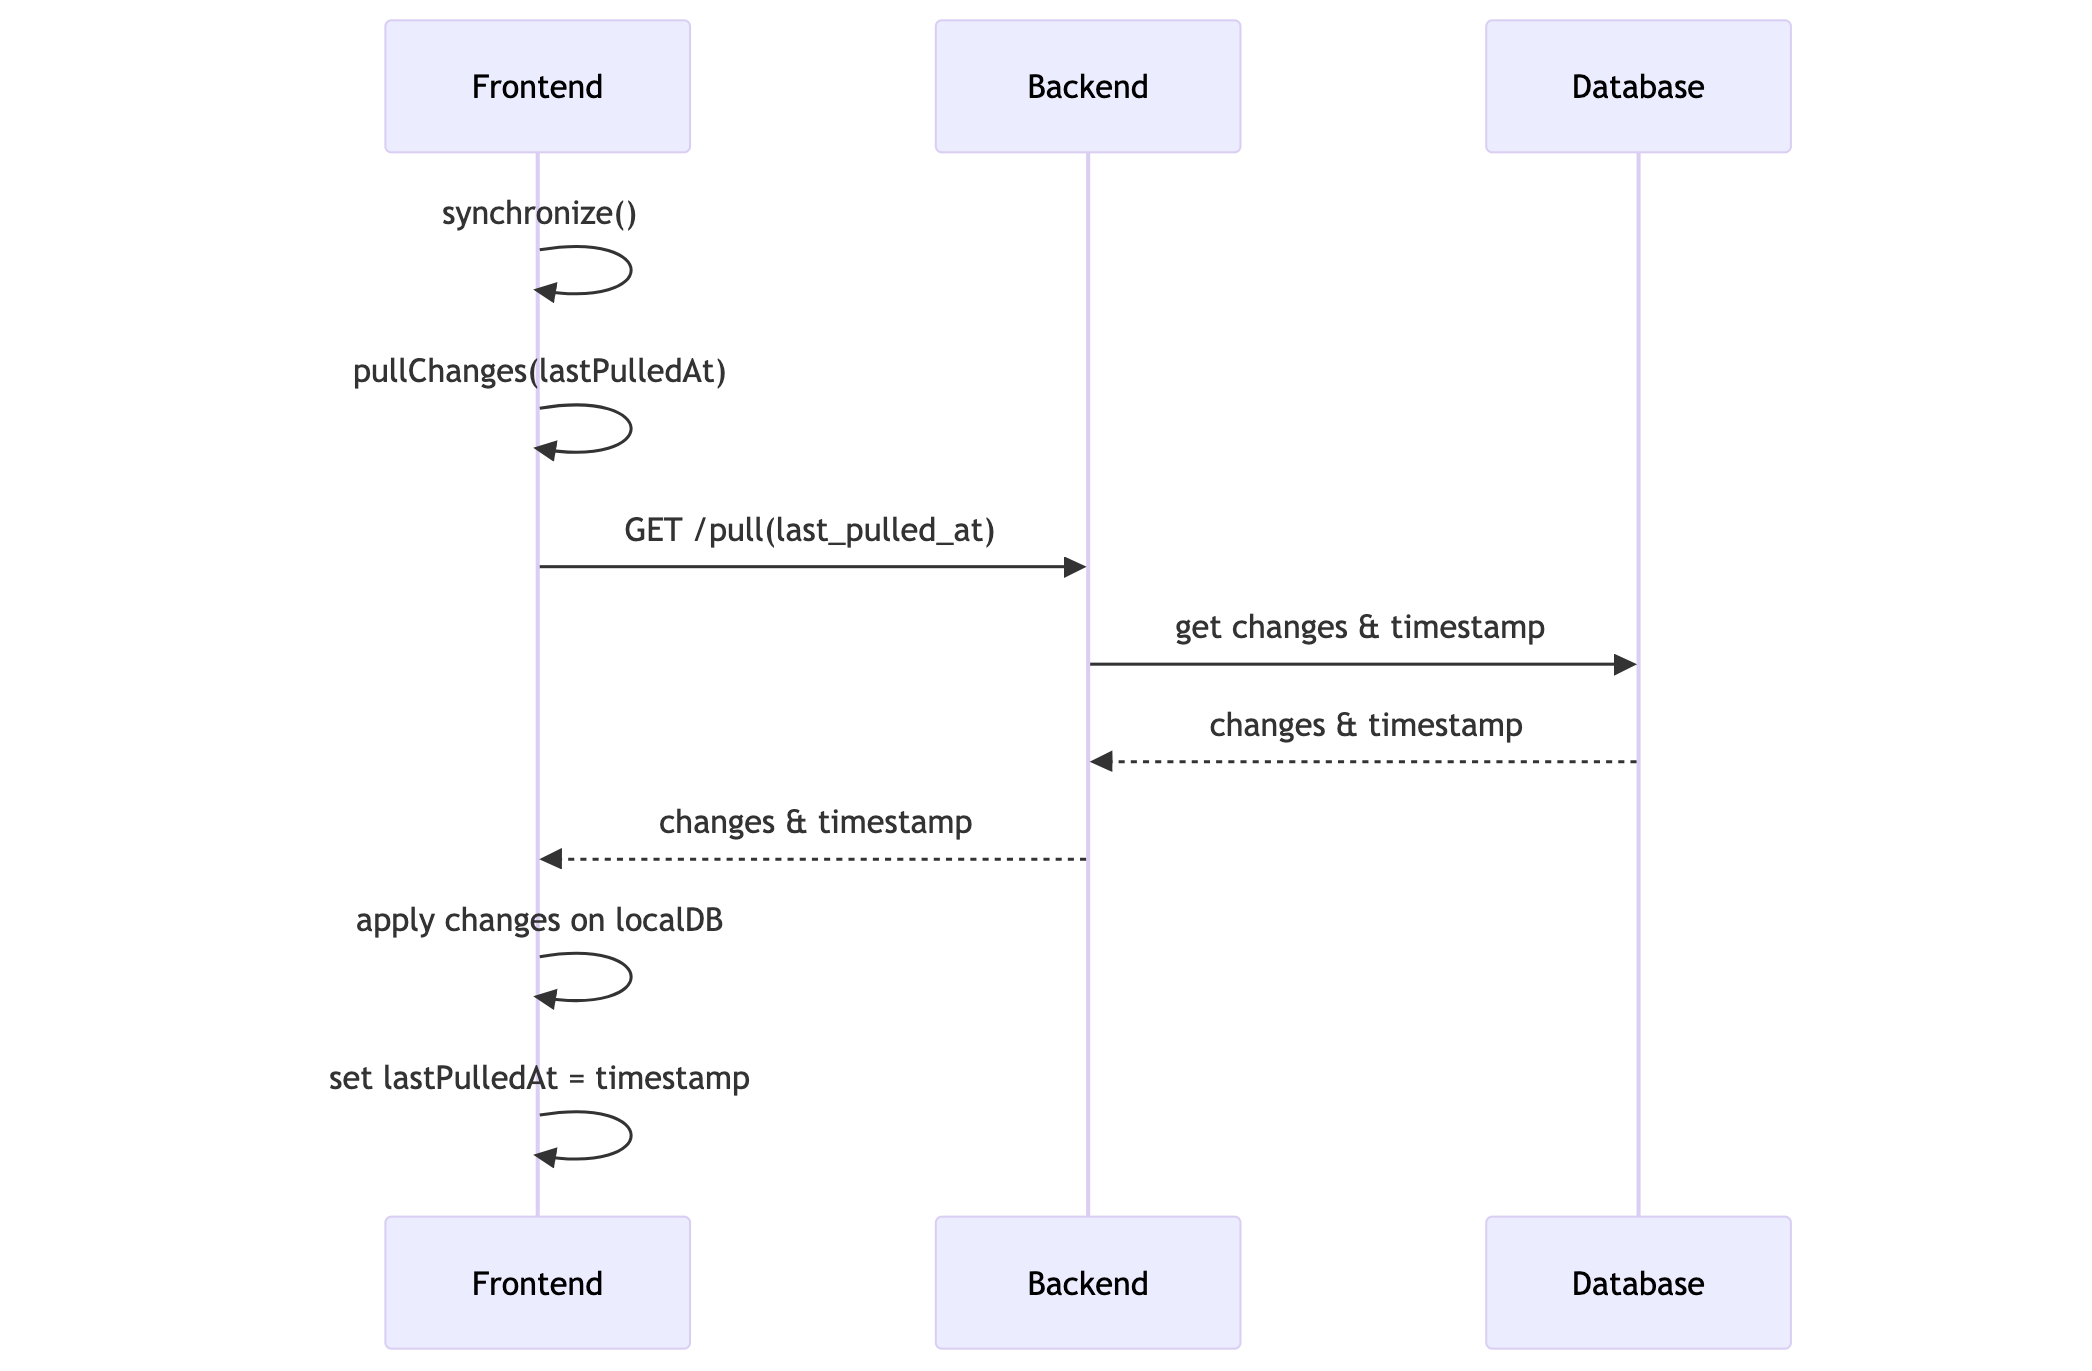 Frontend
Backend
Database
synchronize()
pullChanges(lastPulledAt)
GET /pull(last_pulled_at)
get changes & timestamp
changes & timestamp
changes & timestamp
apply changes on localDB
set lastPulledAt = timestamp
Frontend
Backend
Database